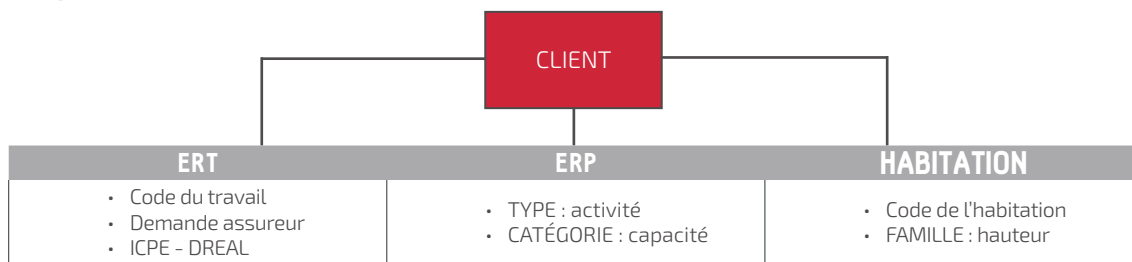 CLIENT
ERT
ERP
HABITATION
• Code du travail
• Demande assureur
• ICPE - DREAL
• TYPE : activité
• CATÉGORIE : capacité
• Code de l'habitation
• FAMILLE : hauteur